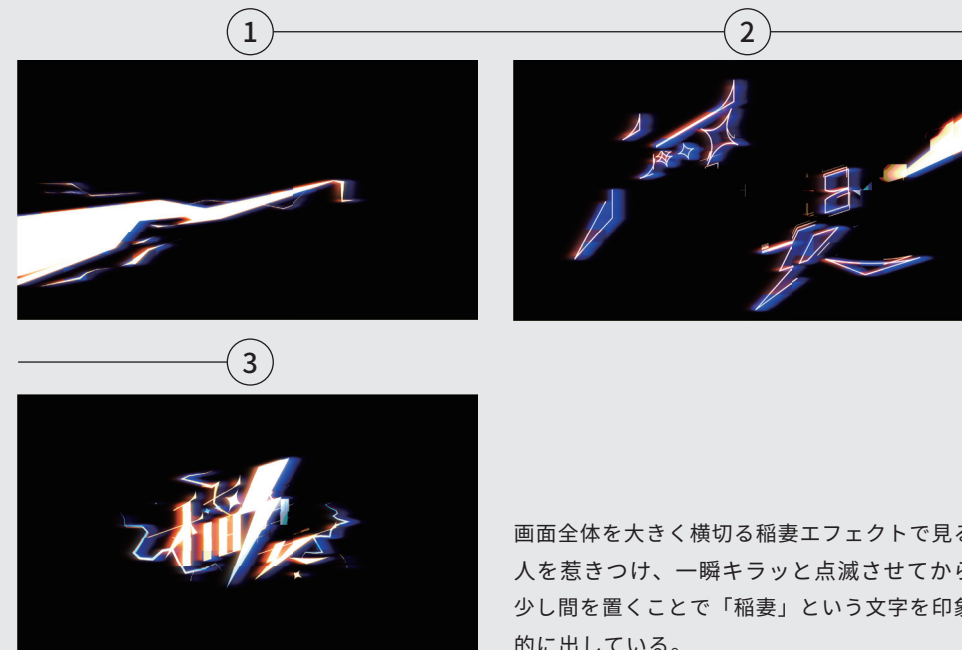 1
2
3
画面全体を大きく横切る稲妻エフェクトで見る
人を惹きつけ、一瞬キラッと点滅させてから
少し間を置くことで「稲妻」という文字を印象
的に出している。